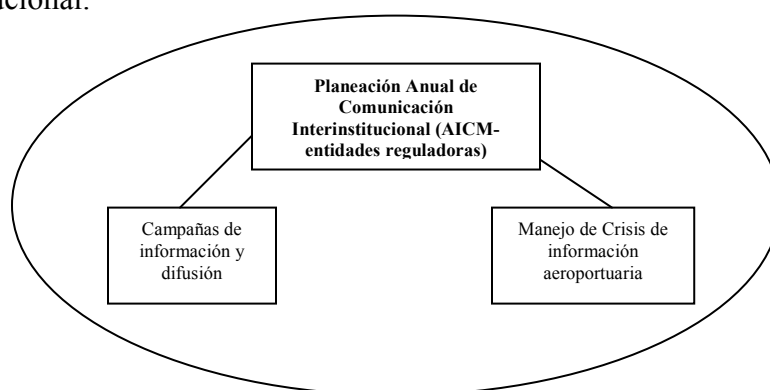 Planeación Anual de
Comunicación
Interinstitucional (AICM-
entidades reguladoras)
Campañas de
información y
difusión
Manejo de Crisis de
información
aeroportuaria